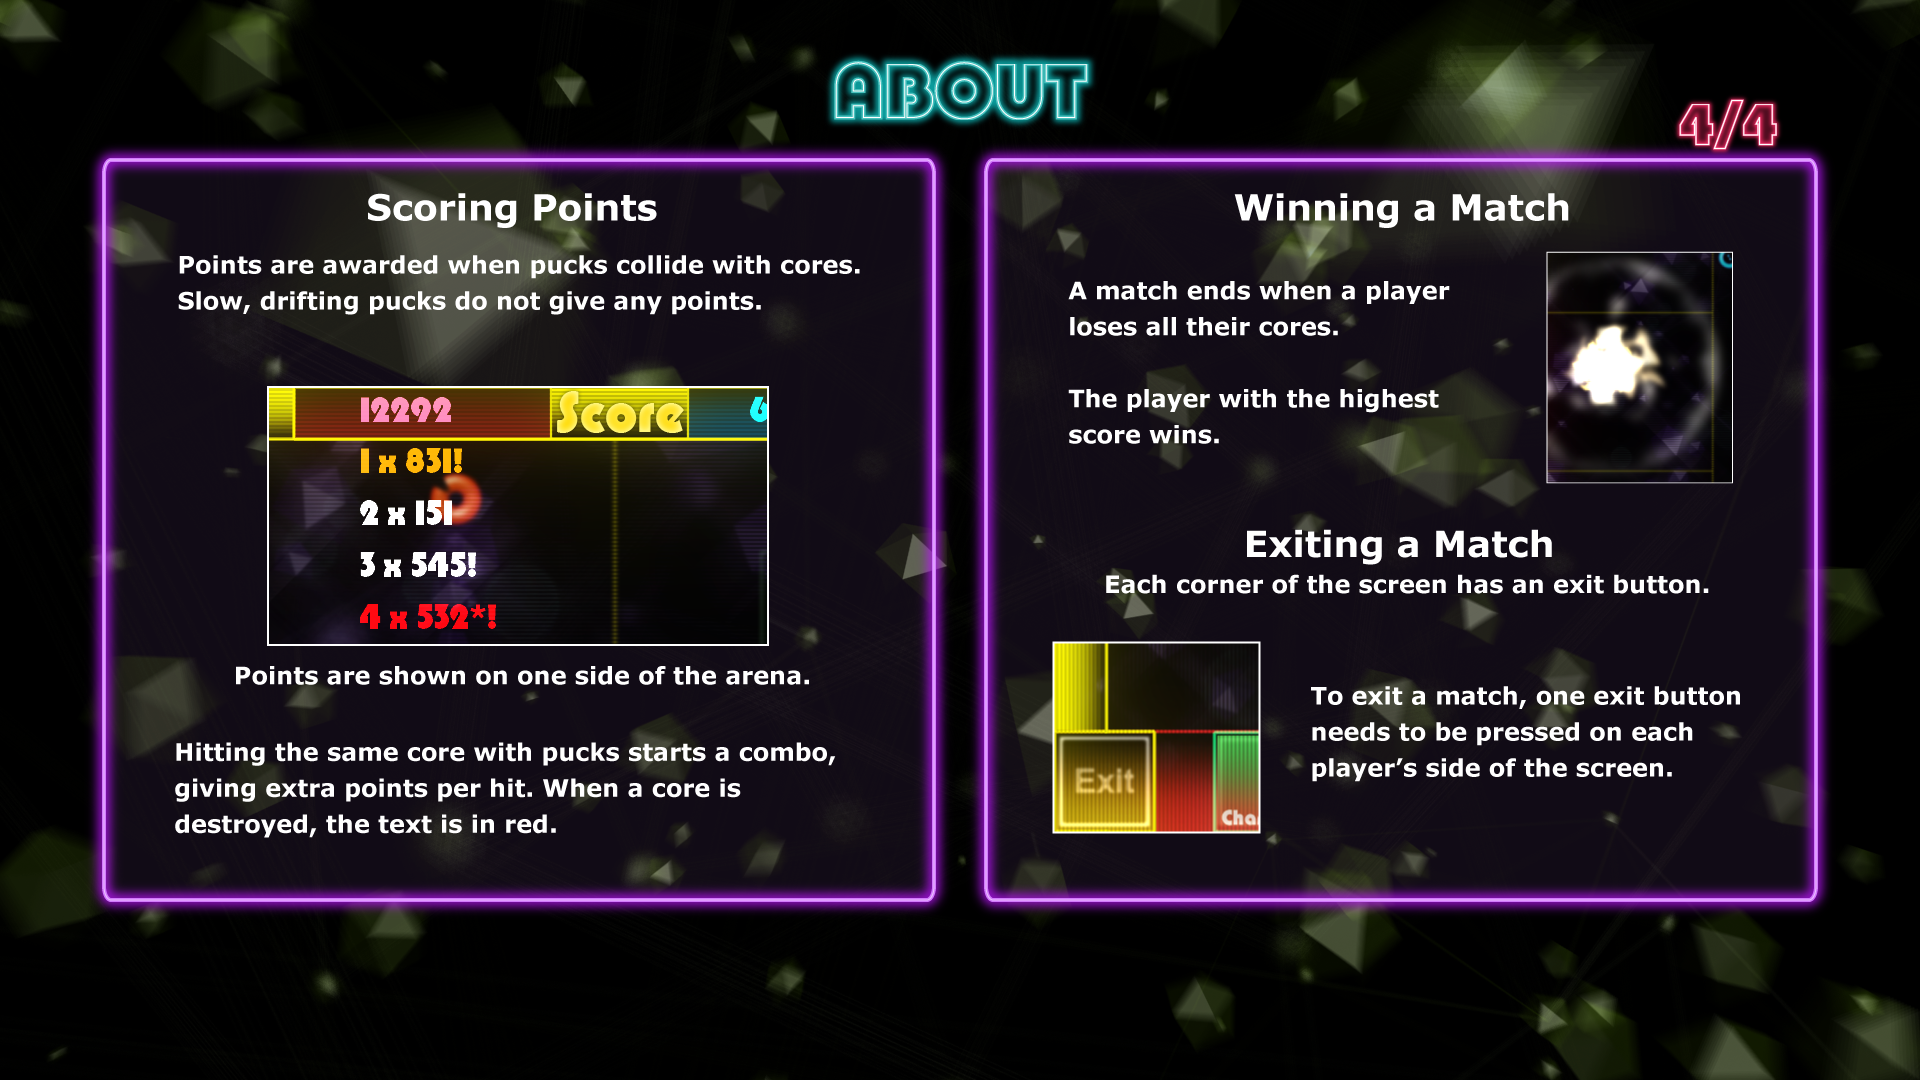 ABOUT
4/4
Scoring Points
Points are awarded when pucks collide with cores.
Slow, drifting pucks do not give any points.
12292 Score 6
1 x 831!
2 x 151
3 x 545!
4 x 532*!
Points are shown on one side of the arena.
Hitting the same core with pucks starts a combo,
giving extra points per hit. When a core is
destroyed, the text is in red.
Winning a Match
A match ends when a player
loses all their cores.
The player with the highest
score wins.
Exiting a Match
Each corner of the screen has an exit button.
Exit
Cha
To exit a match, one exit button
needs to be pressed on each
player’s side of the screen.